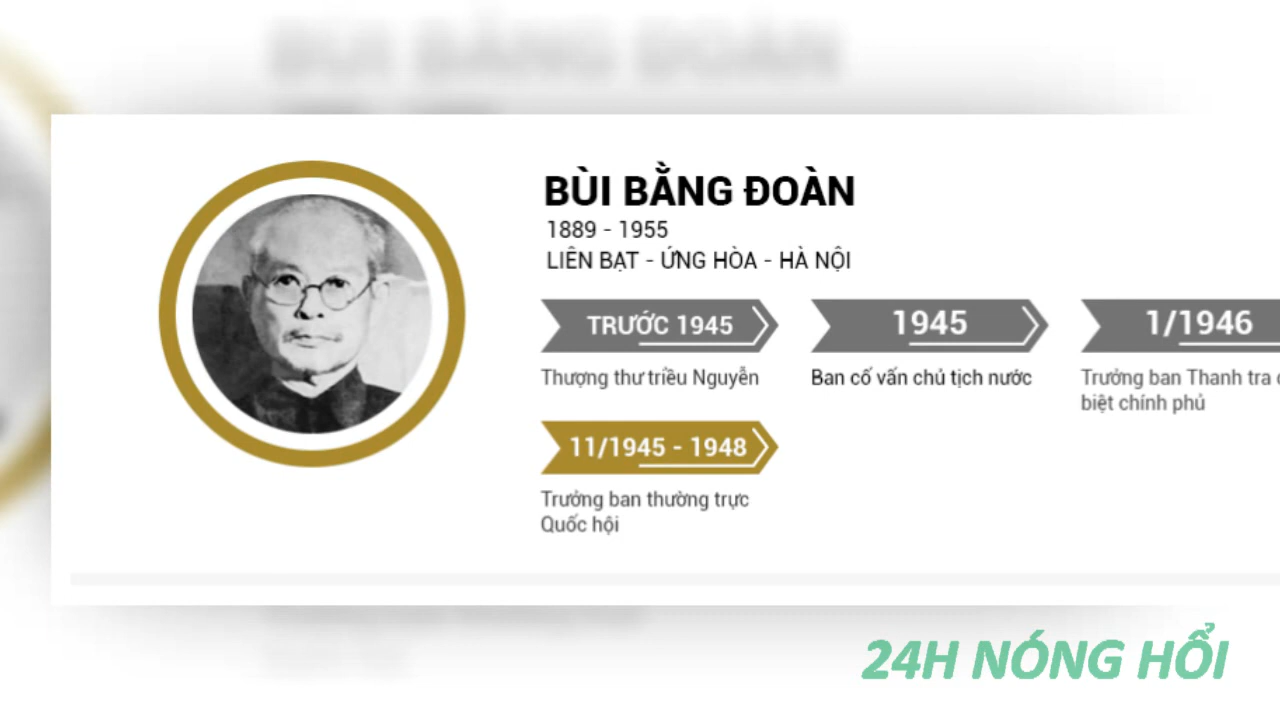 BÙI BẰNG ĐOÀN
1889 - 1955
LIÊN BẠT - ỨNG HÒA - HÀ NỘI
TRƯỚC 1945
1945
1/1946
Thượng thư triều Nguyễn
Ban cố vấn chủ tịch nước
Trưởng ban Thanh tra
biệt chính phủ
11/1945 - 1948
Trưởng ban thường trực
Quốc hội
24H NÓNG HỔI